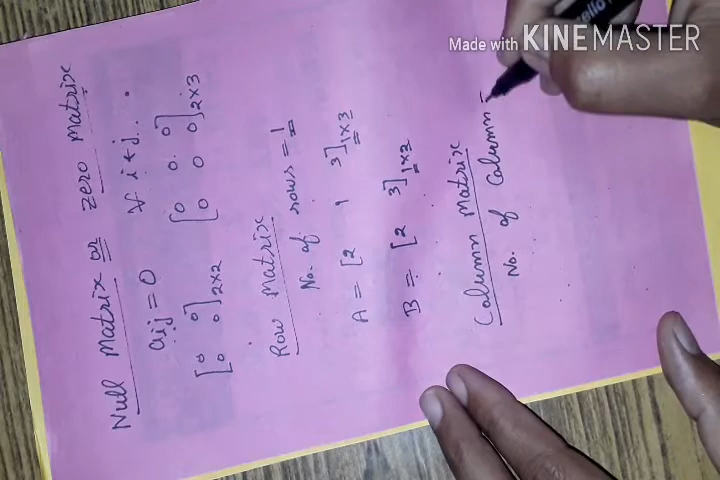 Null Matrix or zero Matrix
aij = 0 ∀ i & j.
[0 0
0 0]2×2 [0 0 0
0 0 0]2×3
Row Matrix
No. of rows = 1
A = [2 1 3]1×3
B = [2 3]1×2
Column Matrix
No. of Column -
Made with KINEMASTER